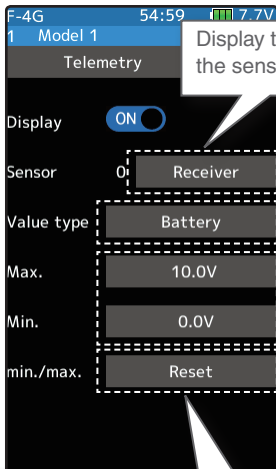 F-4G 54:59 7.7V
1 Model 1
Display t
Telemetry
the sens
Display ON
Sensor 0 Receiver
Value type Battery
Max. 10.0V
Min. 0.0V
min./max. Reset